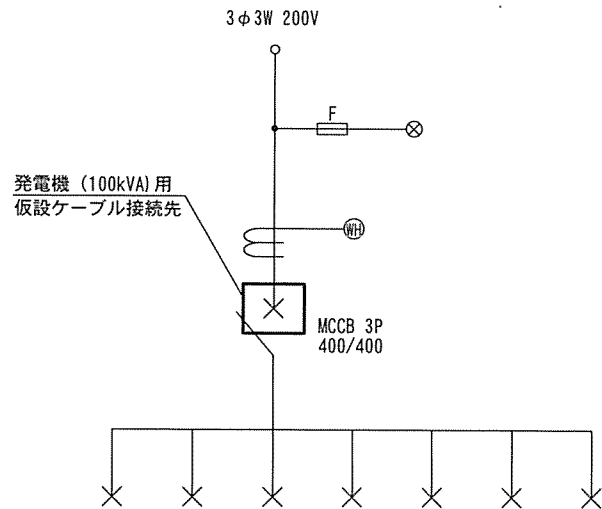 3φ3W 200V
F
発電機 (100kVA)用
仮設ケーブル接続先
WH
MCCB 3P
400/400